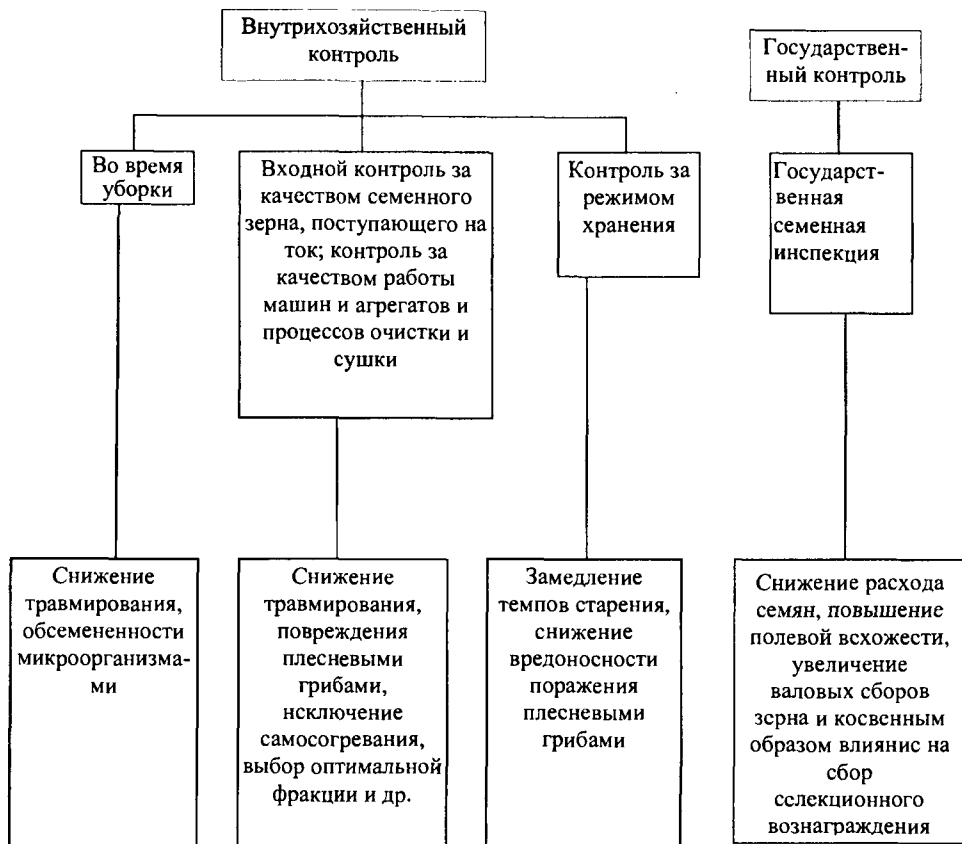 Внутрихозяйственный
контроль
Государствен-
ный контроль
Во время
уборки
Входной контроль за
качеством семенного
зерна, поступающего на
ток; контроль за
качеством работы
машин и агрегатов и
процессов очистки и
сушки
Контроль за
режимом
хранения
Государст-
венная
семенная
инспекция
Снижение
травмирования,
обсемененности
микроорганизма-
ми
Снижение
травмирования,
повреждения
плесневыми
грибами,
нсключение
самосогревания,
выбор оптимальной
фракции и др.
Замедление
темпов старения,
снижение
вредоносности
поражения
плесневыми
грибами
Снижение расхода
семян, повышение
полевой всхожести,
увеличение
валовых сборов
зсрна и косвенным
образом влиянис на
сбор
сслекционного
вознаграждения